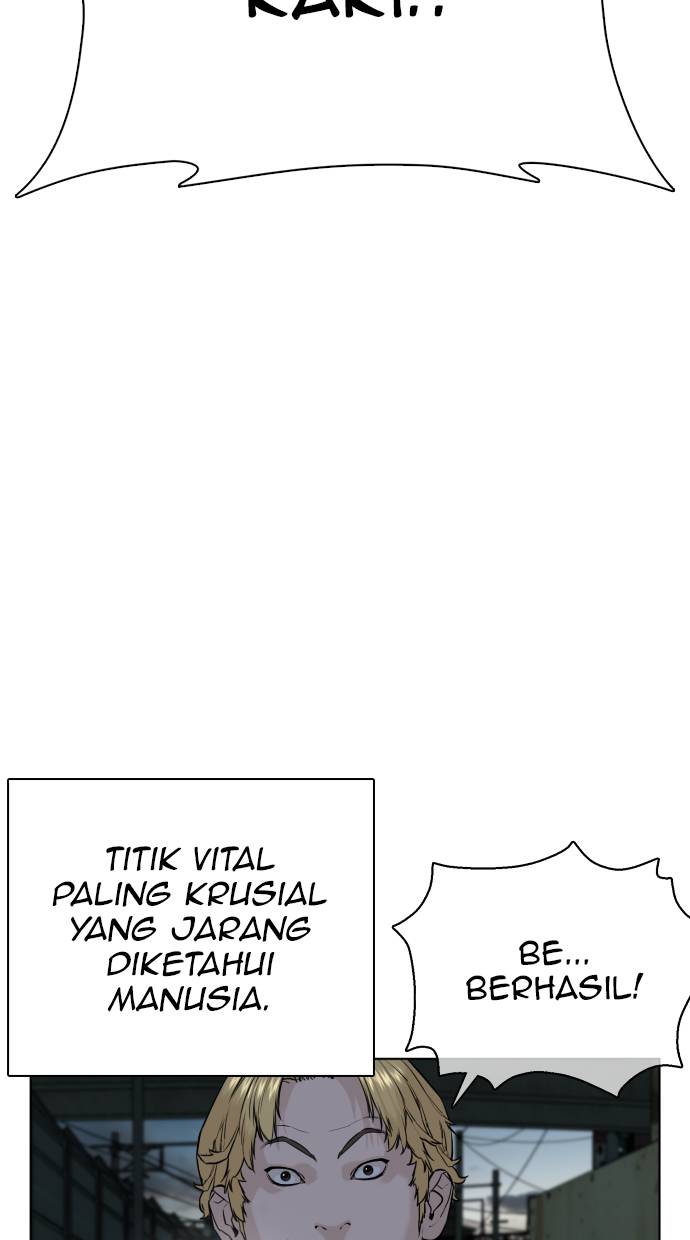 TITIK VITAL
PALING KRUSIAL
YANG JARANG
DIKETAHUI
MANUSIA.
BE...
BERHASIL!